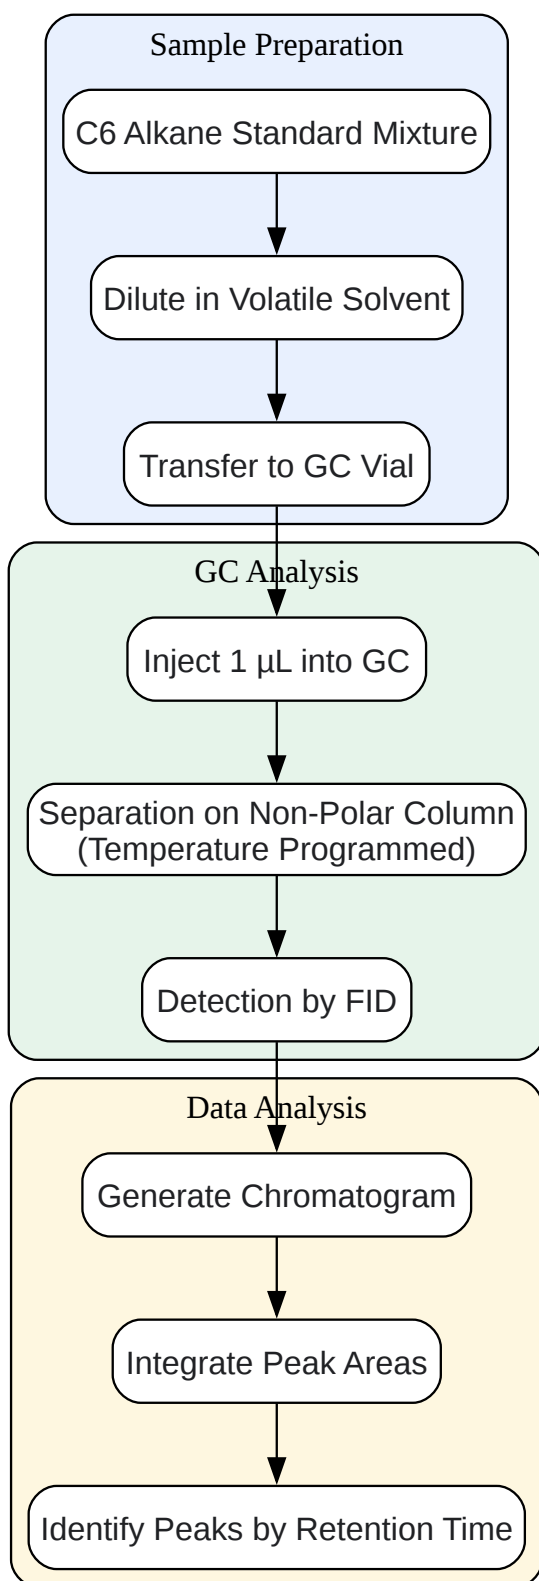 Sample Preparation
C6 Alkane Standard Mixture
Dilute in Volatile Solvent
Transfer to GC Vial
GC Analysis
Inject 1 µL into GC
Separation on Non-Polar Column
(Temperature Programmed)
Detection by FID
Data Analysis
Generate Chromatogram
Integrate Peak Areas
Identify Peaks by Retention Time